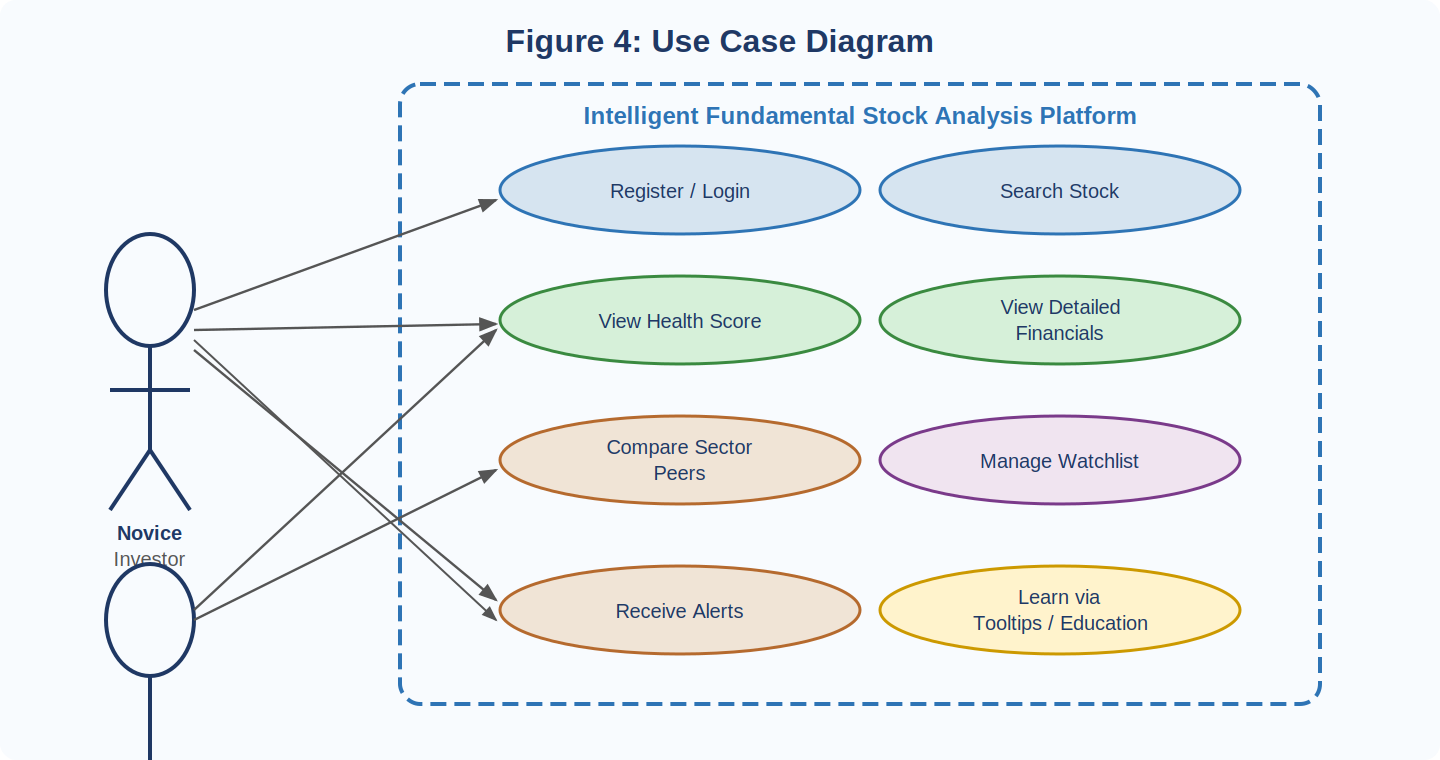 Figure 4: Use Case Diagram
Intelligent Fundamental Stock Analysis Platform
Register / Login
Search Stock
View Health Score
View Detailed
Financials
Compare Sector
Peers
Manage Watchlist
Novice
Investor
Receive Alerts
Learn via
Tooltips / Education